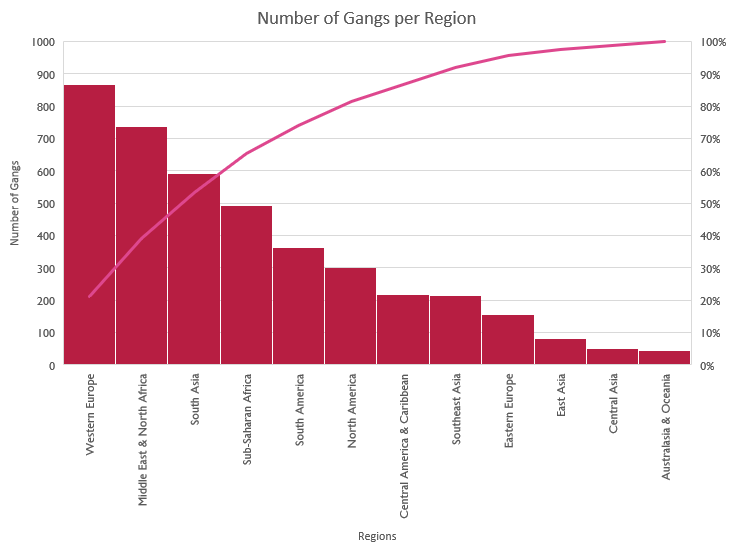 Number of Gangs per Region
1000
900
800
700
600
500
400
300
200
100
0
Number of Gangs
100%
90%
80%
70%
60%
50%
40%
30%
20%
10%
0%
Western Europe
Middle East & North Africa
South Asia
Sub-Saharan Africa
South America
North America
Central America & Caribbean
Southeast Asia
Eastern Europe
East Asia
Central Asia
Australasia & Oceania
Regions